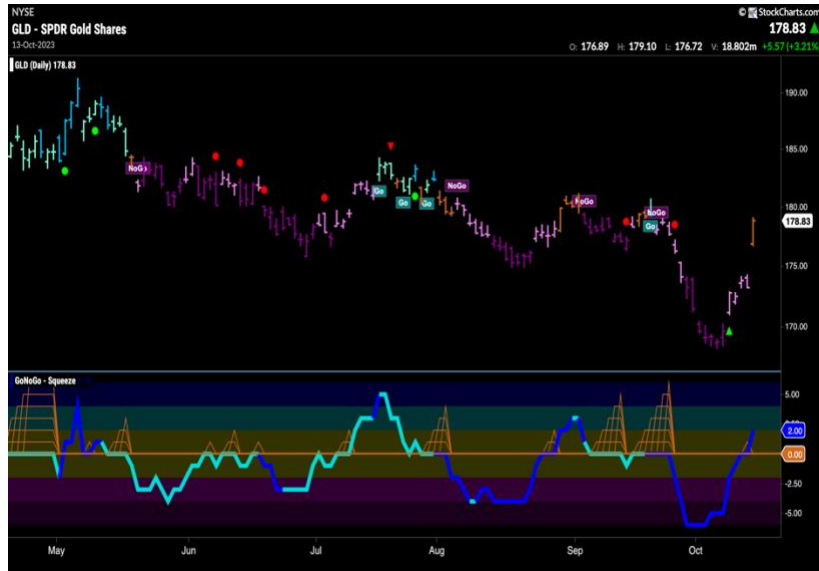 NYSE
© StockCharts.com
GLD - SPDR Gold Shares
178.83
13-Oct-2023
O: 176.89 H: 179.10 L: 176.72 V: 18.802m +5.57 (+3.21%)
GLD (Daily) 178.83
190.00
185.00
NoGo
NoGo
Go
NoGo
Go
Go
NoGo
180.00
Go
178.83
175.00
170.00
GoNoGo - Squeeze
5.00
2.00
0.00
-2.50
-5.00
May Jun Jul Aug Sep Oct